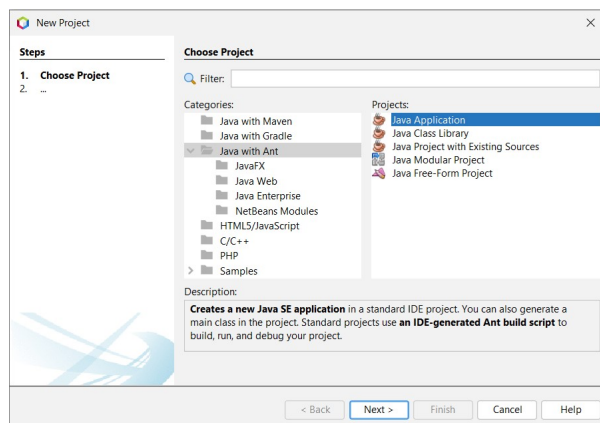 New Project
Steps
1. Choose Project
2. ...
Choose Project
Filter:
Categories:
Java with Maven
Java with Gradle
Java with Ant
JavaFX
Java Web
Java Enterprise
NetBeans Modules
HTML5/JavaScript
C/C++
PHP
Samples
Projects:
Java Application
Java Class Library
Java Project with Existing Sources
Java Modular Project
Java Free-Form Project
Description:
Creates a new Java SE application in a standard IDE project. You can also generate a
main class in the project. Standard projects use an IDE-generated Ant build script to
build, run, and debug your project.
< Back
Next >
Finish
Cancel
Help